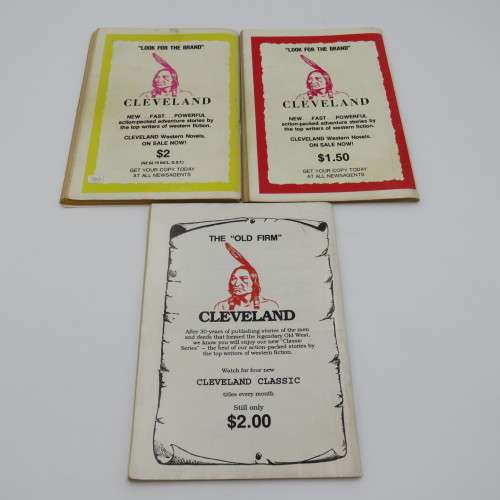 "LOOK FOR THE BRAND"
CLEVELAND
NEW FAST POWERFUL
action-packed adventure stories by
the top writers of western fiction.
CLEVELAND Western Novels.
ON SALE NOW!
$2
GET YOUR COPY TODAY
AT ALL NEWSAGENTS
"LOOK FOR THE BRAND"
CLEVELAND
NEW FAST POWERFUL
action-packed adventure stories by
the top writers of western fiction.
CLEVELAND Western Novels.
ON SALE NOW!
$1.50
GET YOUR COPY TODAY
AT ALL NEWSAGENTS
THE "OLD FIRM"
CLEVELAND
After 30 years of publishing stories of the men
and deeds that formed the legendary Old West,
we know you will enjoy our new "Classic
Series" – the best of our action-packed stories by
the top writers of western fiction.
Watch for four new
CLEVELAND CLASSIC
titles every month
Still only
$2.00